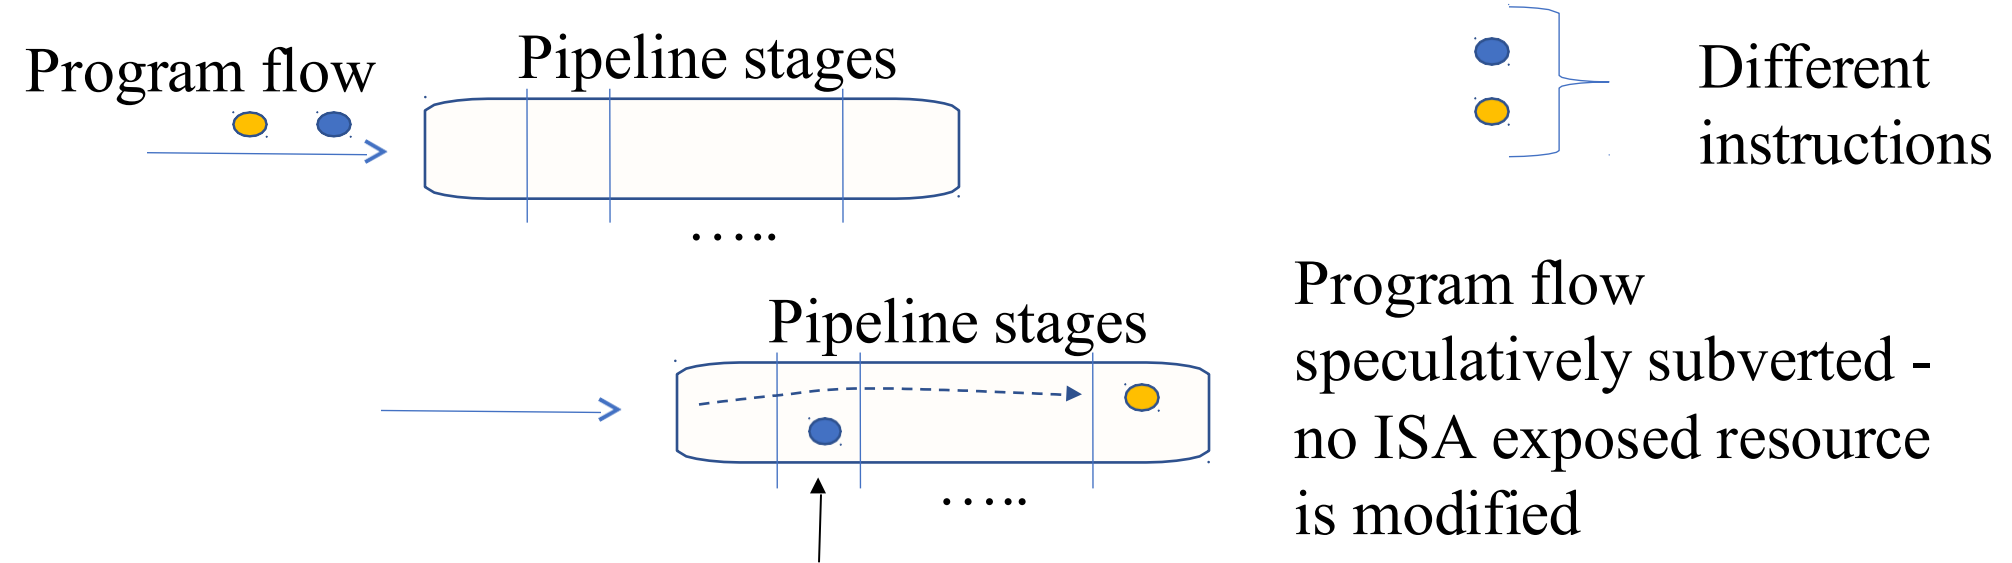 Program flow
Pipeline stages
Different
instructions
…..
Pipeline stages
…..
Program flow
speculatively subverted -
no ISA exposed resource
is modified